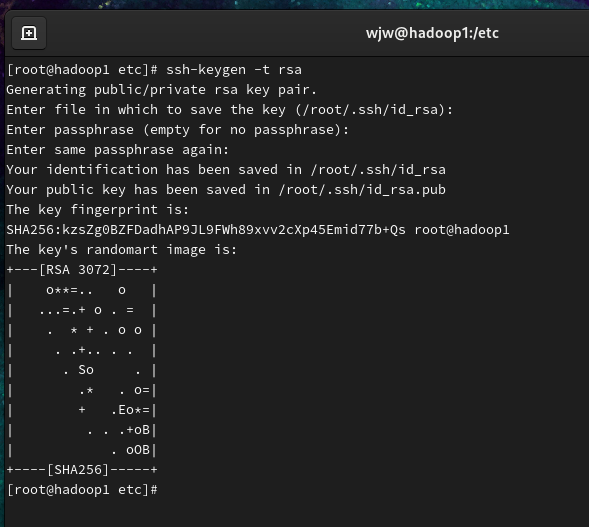 wjw@hadoop1:/etc
[root@hadoop1 etc]# ssh-keygen -t rsa
Generating public/private rsa key pair.
Enter file in which to save the key (/root/.ssh/id_rsa):
Enter passphrase (empty for no passphrase):
Enter same passphrase again:
Your identification has been saved in /root/.ssh/id_rsa
Your public key has been saved in /root/.ssh/id_rsa.pub
The key fingerprint is:
SHA256:kzsZg0BZFDadhAP9JL9FWh89xvv2cXp45Emid77b+Qs root@hadoop1
The key's randomart image is:
+---[RSA 3072]----+
|    o**=..   o   |
|   ...=.+ o . =  |
|    .  * + . o o |
|     . .+.. . .  |
|      . So     . |
|        .*   . o=|
|        +   .Eo*=|
|         . . .+oB|
|            . oOB|
+----[SHA256]-----+
[root@hadoop1 etc]#